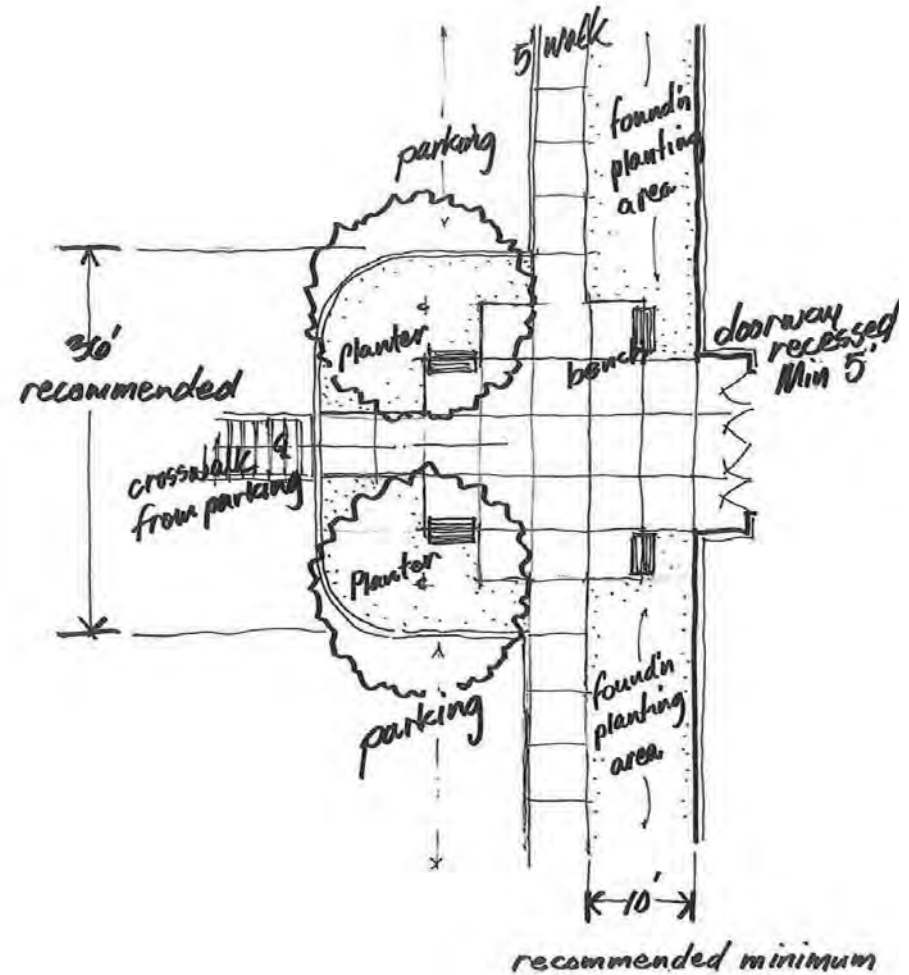 5' walk
parking
found'n
planting
area
36'
recommended
planter
bench
doorway
recessed
Min 5'
crosswalk
from parking
Planter
parking
found'n
planting
area
10'
recommended minimum